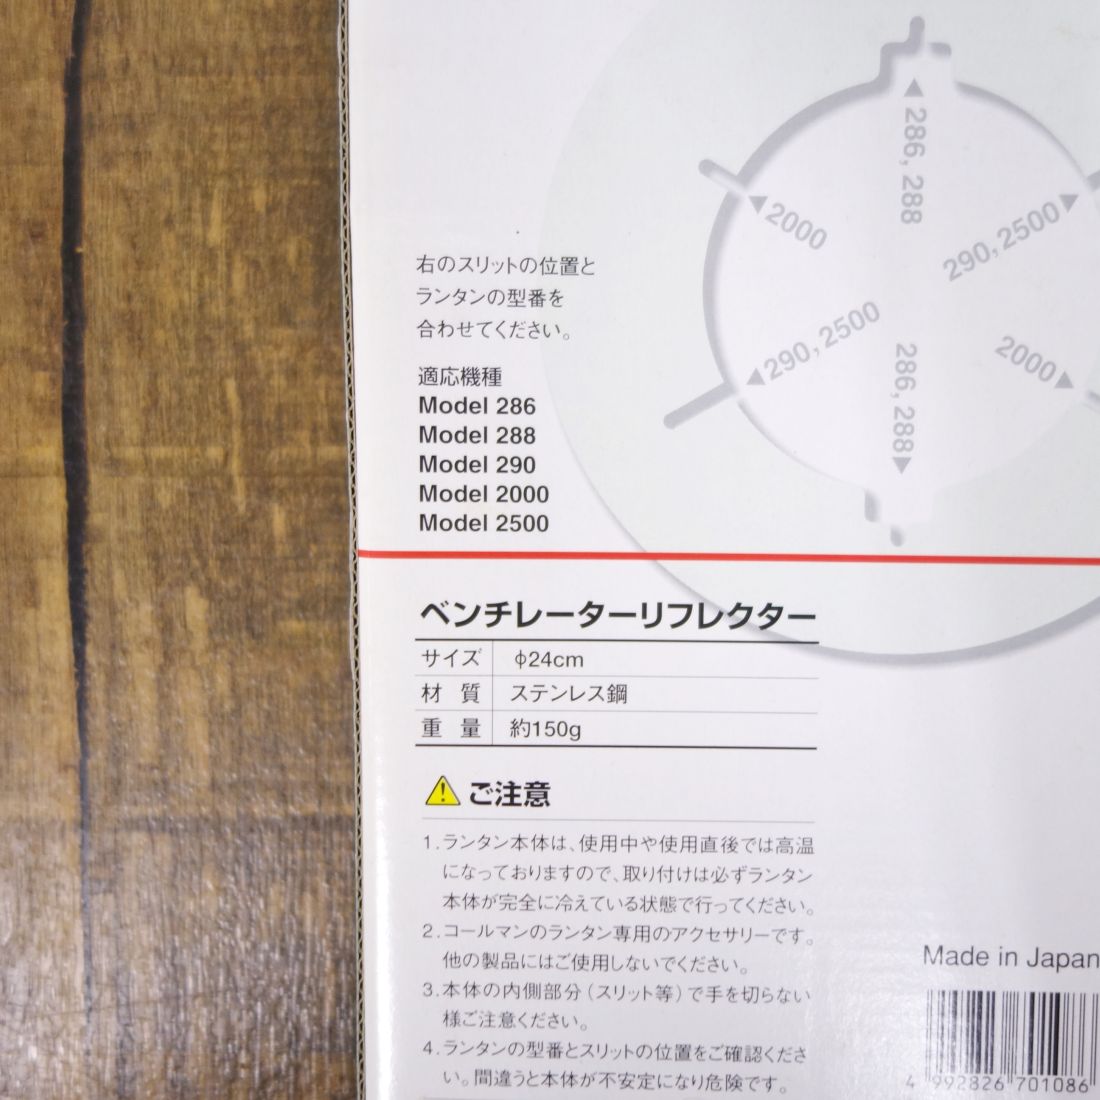 286, 288
2000
290, 2500
290, 2500
286, 288
2000
右のスリットの位置と
ランタンの型番を
合わせてください。
適応機種
Model 286
Model 288
Model 290
Model 2000
Model 2500
ベンチレーターリフレクター
サイズ φ24cm
材 質 ステンレス鋼
重 量 約150g
ご注意
1.ランタン本体は、使用中や使用直後では高温
になっておりますので、取り付けは必ずランタン
本体が完全に冷えている状態で行ってください。
2.コールマンのランタン専用のアクセサリーです。
他の製品にはご使用しないでください。
3.本体の内側部分（スリット等）で手を切らない
様ご注意ください。
4.ランタンの型番とスリットの位置をご確認くださ
い。間違うと本体が不安定になり危険です。
Made in Japan
4 992826 701086